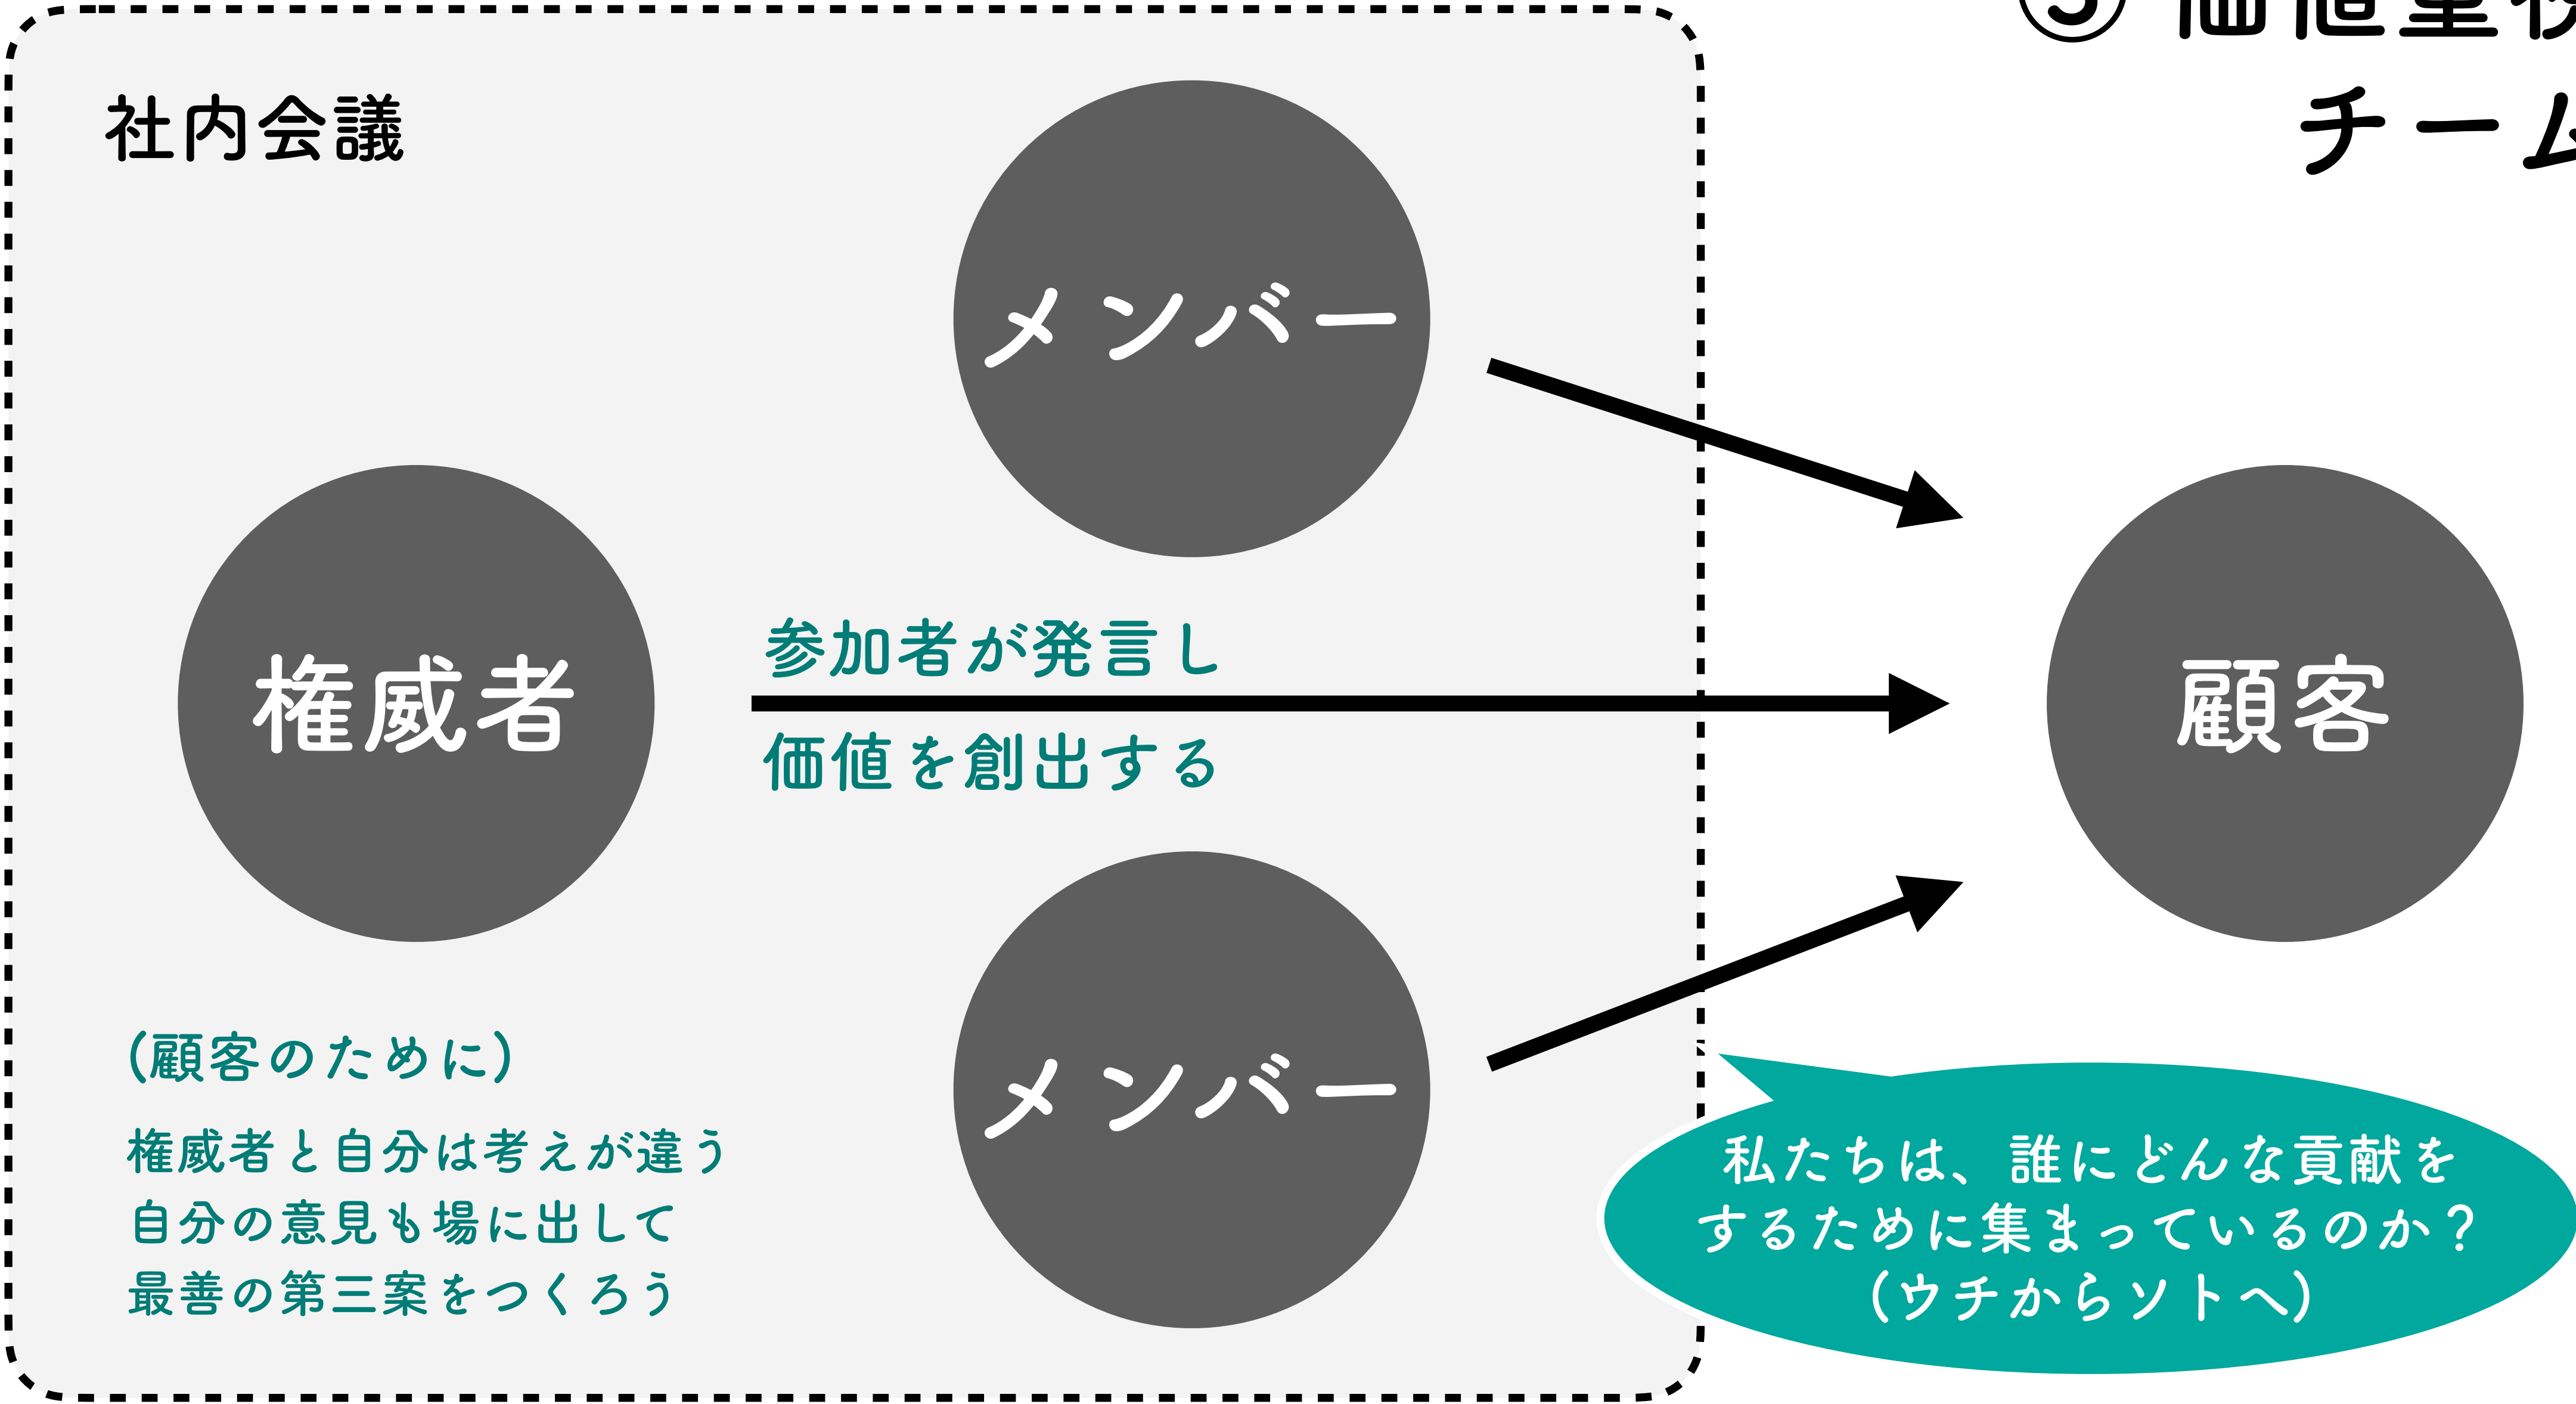 社内会議
チーム
メンバー
権威者
参加者が発言し
価値を創出する
顧客
メンバー
(顧客のために)
権威者と自分は考えが違う
自分の意見も場に出して
最善の第三案をつくろう
私たちは、誰にどんな貢献を
するために集まっているのか?
(ウチからソトへ)